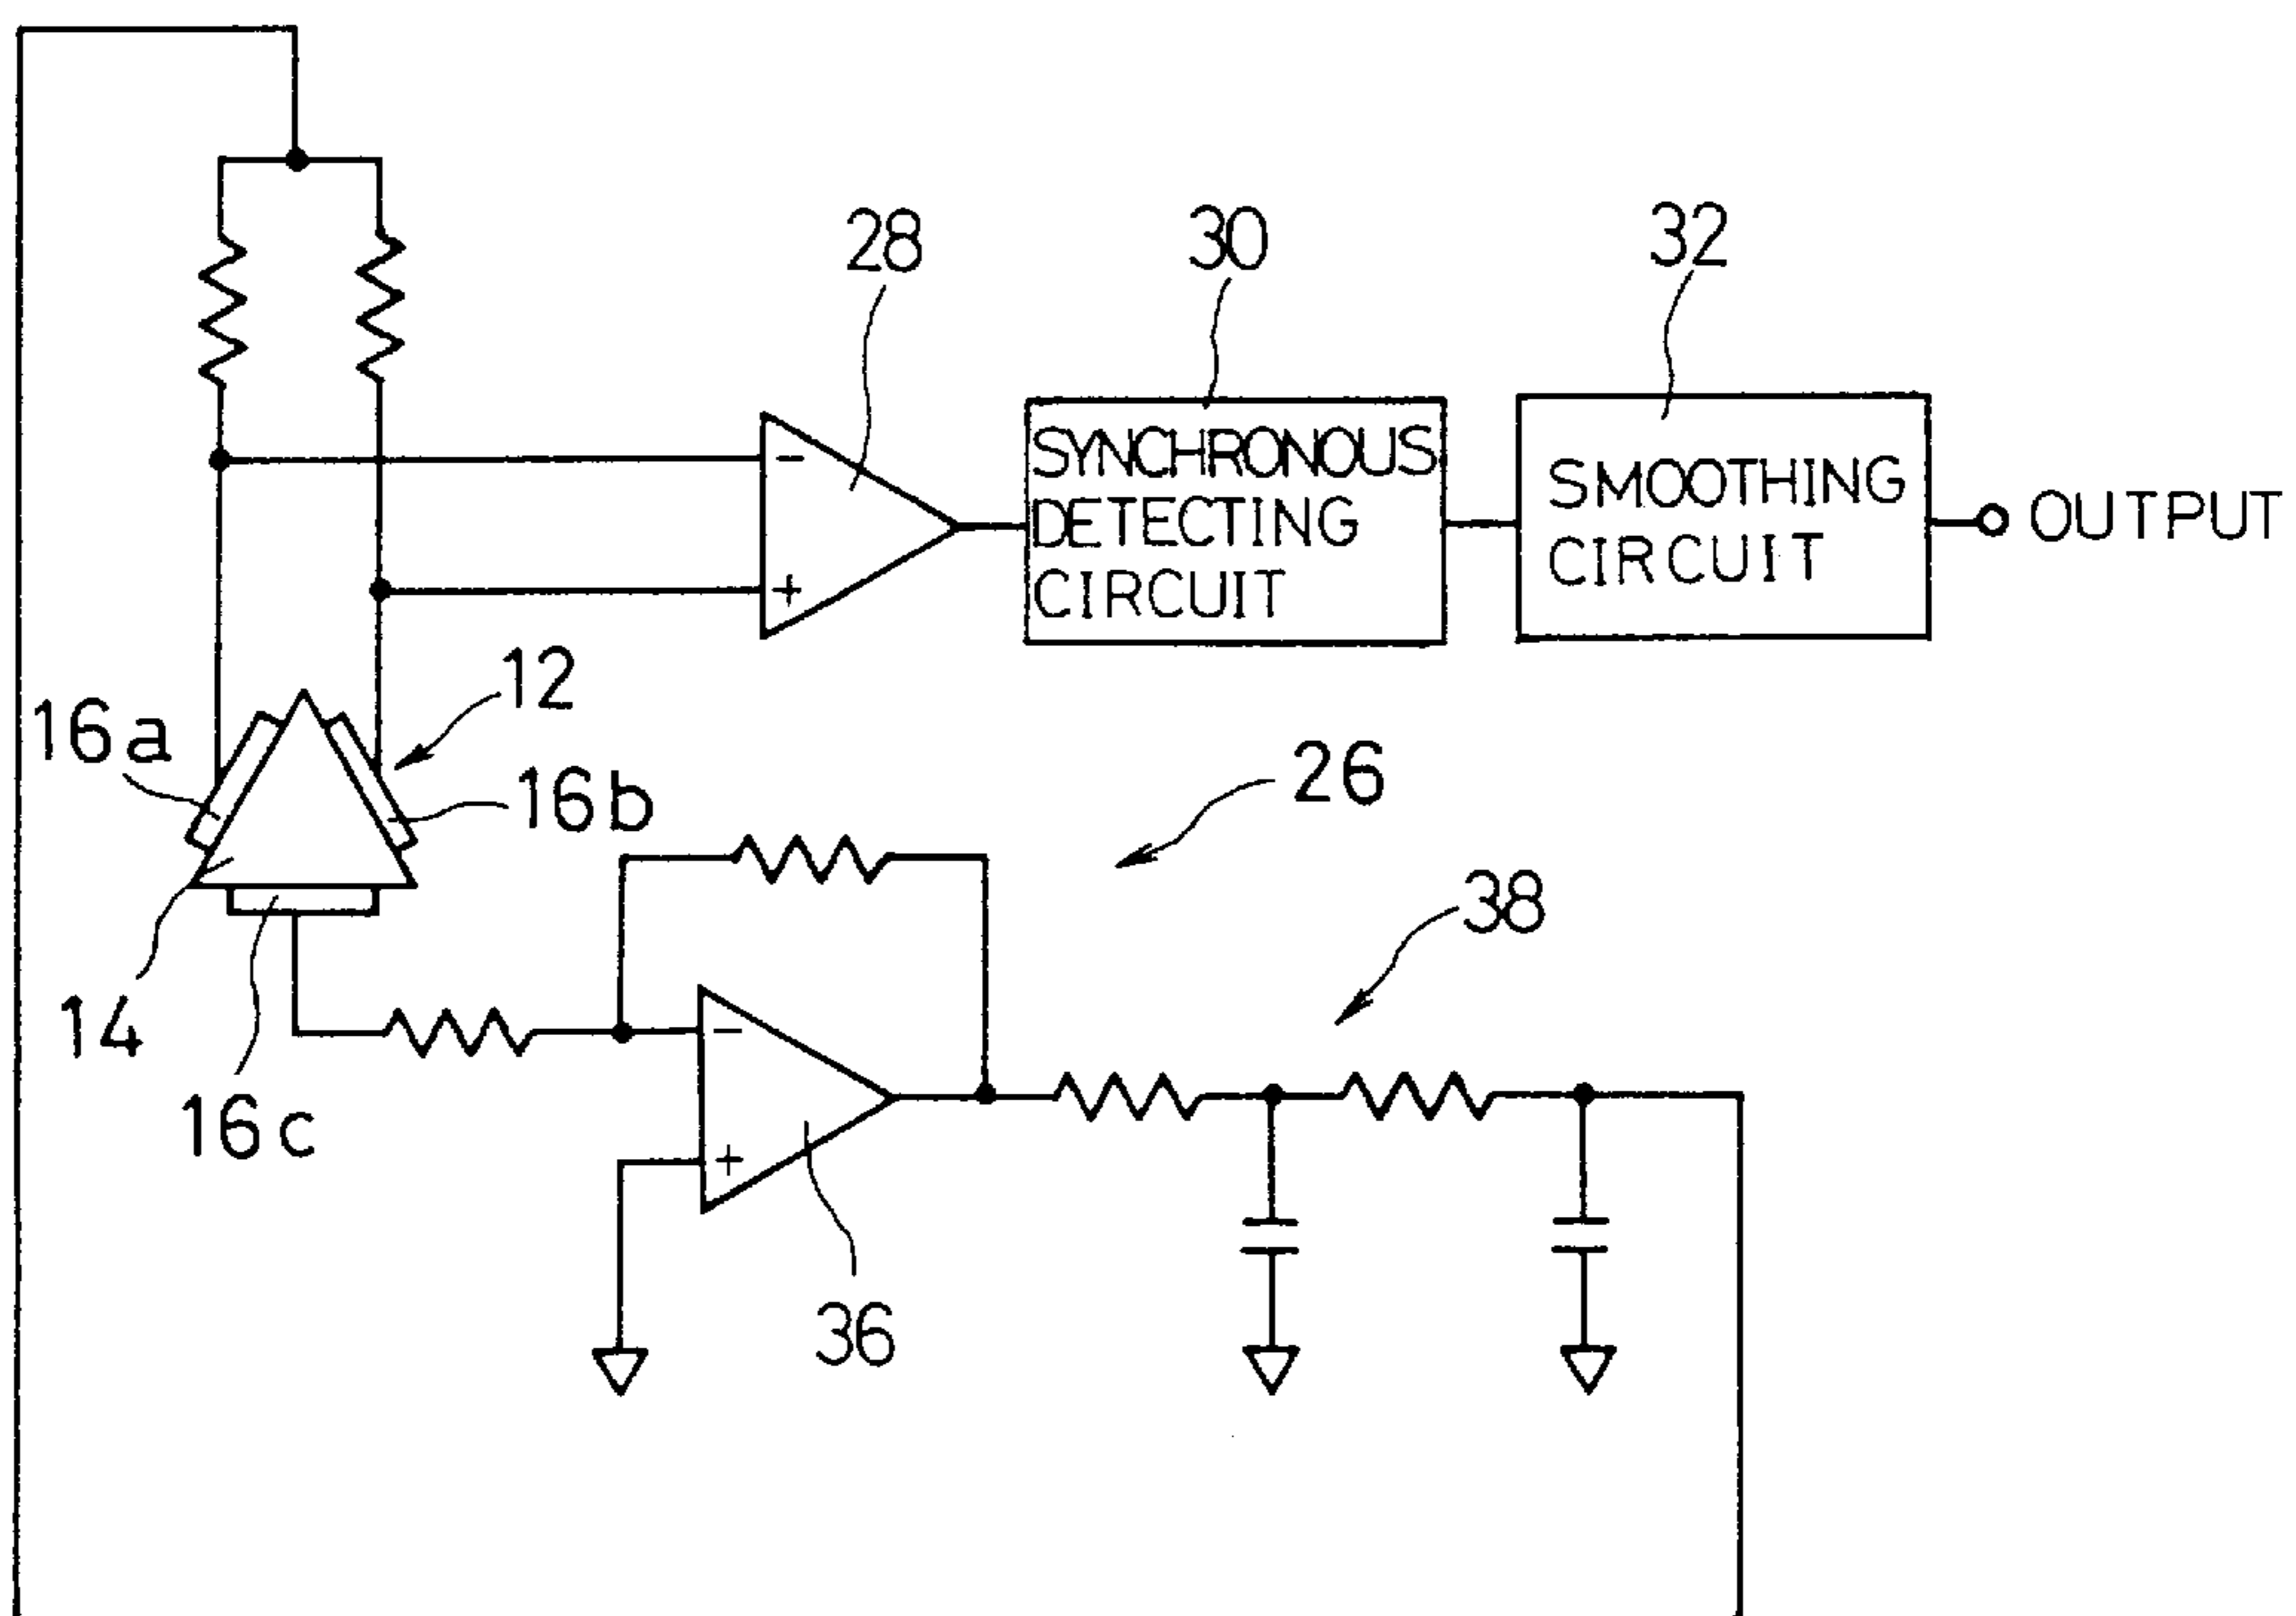 28
30
32
SYNCHRONOUS
DETECTING
CIRCUIT
SMOOTHING
CIRCUIT
OUTPUT
-
+
12
16a
16b
26
38
14
16c
-
+
36